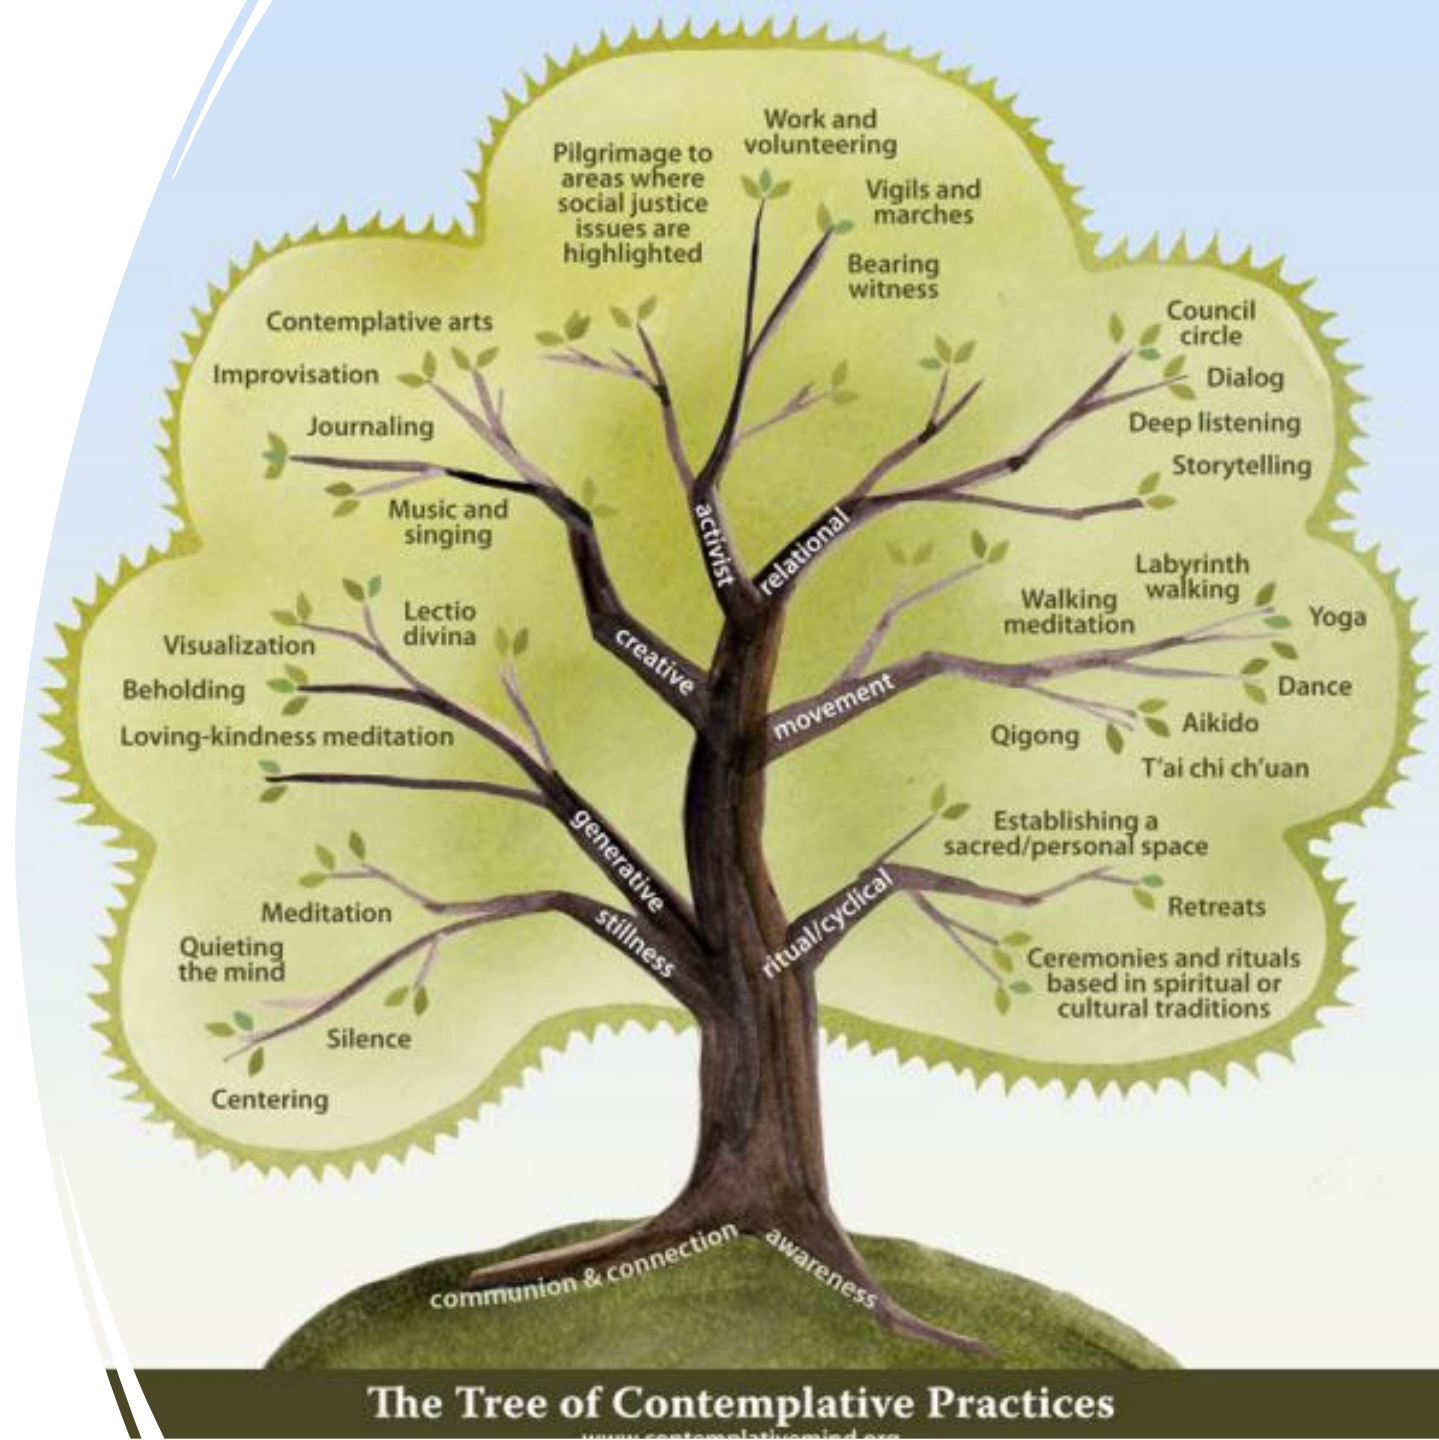 Work and
volunteering
Pilgrimage to
areas where
social justice
issues are
highlighted
Vigils and
marches
Bearing
witness
Contemplative arts
Improvisation
Journaling
Music and
singing
Council
circle
Dialog
Deep listening
Storytelling
activist
relational
Labyrinth
walking
Walking
meditation
Yoga
Dance
Aikido
Qigong
T'ai chi ch'uan
Lectio
divina
Visualization
Beholding
Loving-kindness meditation
creative
movement
generative
Establishing a
sacred/personal space
Retreats
Ceremonies and rituals
based in spiritual or
cultural traditions
ritual/cyclical
stillness
Meditation
Quieting
the mind
Silence
Centering
communion & connection
awareness
The Tree of Contemplative Practices
www.contemplativemind.org